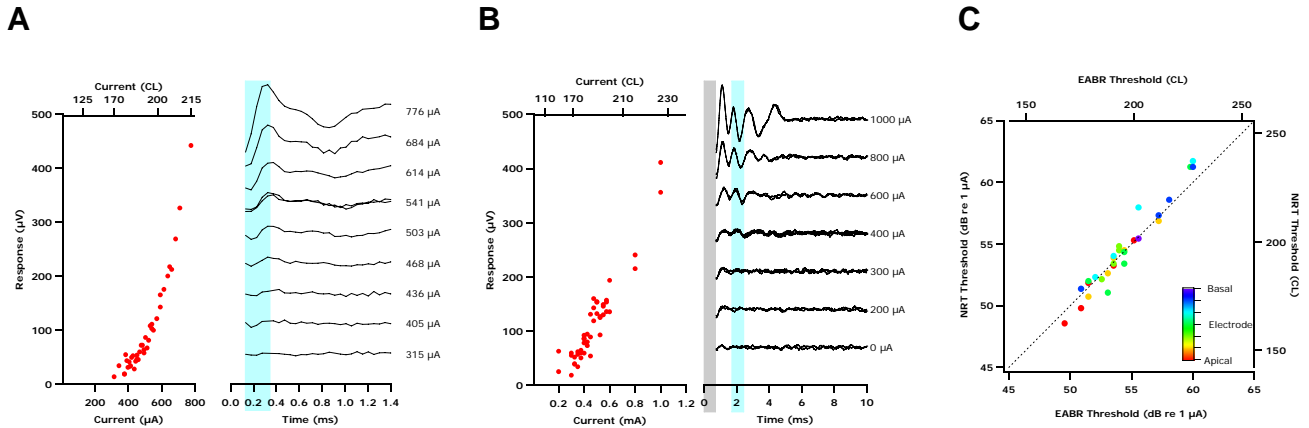 A
B
C
Current (CL)
125 170 200 215
500
400
300
200
100
0
Response (µV)
200 400 600 800
Current (µA)
776 µA
684 µA
614 µA
541 µA
503 µA
468 µA
436 µA
405 µA
315 µA
0.0 0.2 0.4 0.6 0.8 1.0 1.2 1.4
Time (ms)
Current (CL)
110 170 210 230
500
400
300
200
100
0
Response (µV)
0.2 0.4 0.6 0.8 1.0 1.2
Current (mA)
1000 µA
800 µA
600 µA
400 µA
300 µA
200 µA
0 µA
0 2 4 6 8 10
Time (ms)
EABR Threshold (CL)
150 200 250
65
60
55
50
45
NRT Threshold (dB re 1 µA)
250
200
150
NRT Threshold (CL)
Basal
Electrode
Apical
50 55 60 65
EABR Threshold (dB re 1 µA)